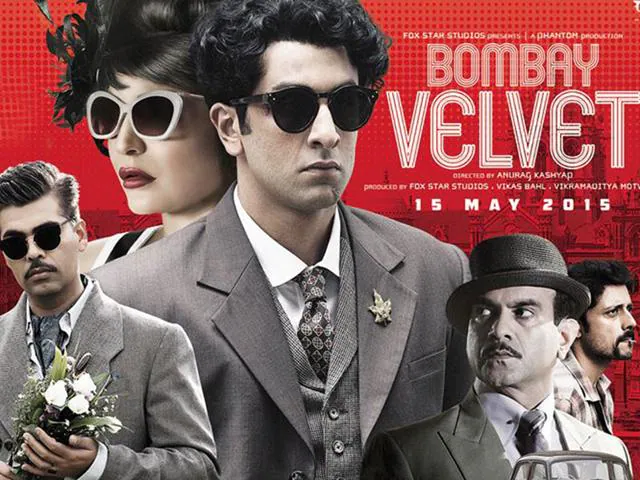 FOX STAR STUDIOS PRESENTS | A PHANTOM PRODUCTION
BOMBAY
VELVET
DIRECTED BY ANURAG KASHYAP
PRODUCED BY FOX STAR STUDIOS . VIKAS BAHL . VIKRAMADITYA MOTW
15 MAY 2015